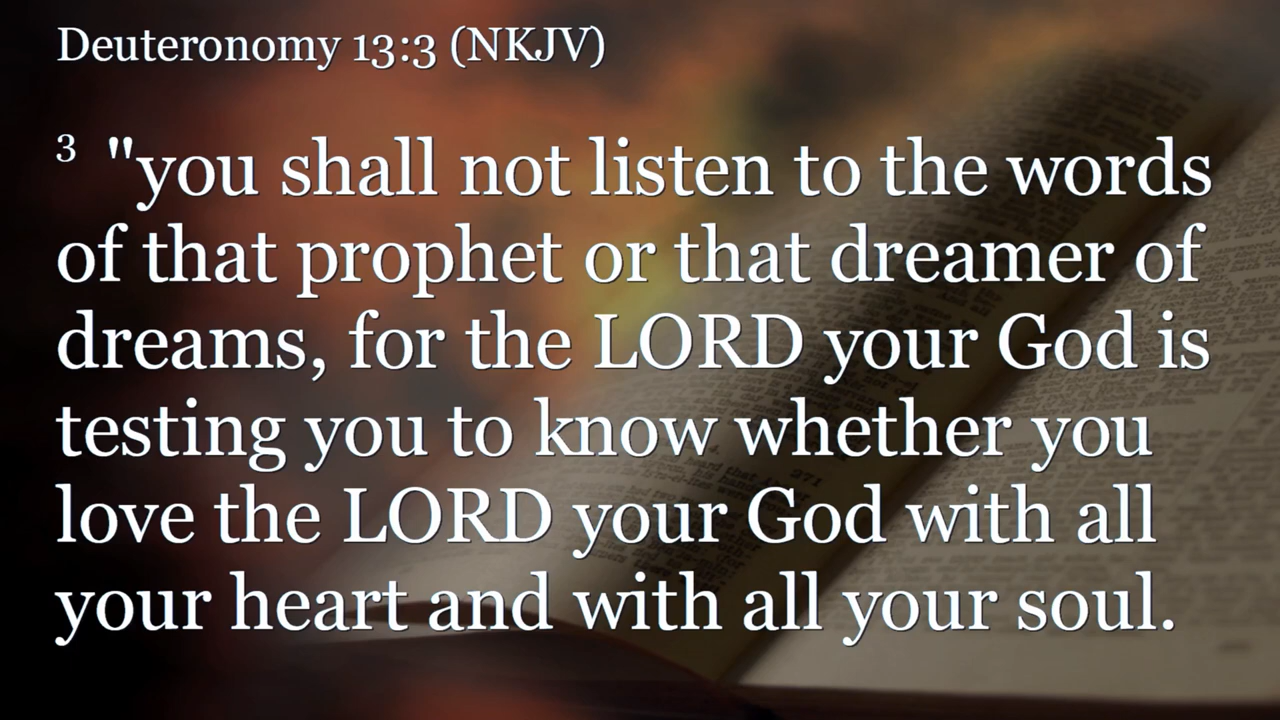 Deuteronomy 13:3 (NKJV)
3 "you shall not listen to the words
of that prophet or that dreamer of
dreams, for the LORD your God is
testing you to know whether you
love the LORD your God with all
your heart and with all your soul.